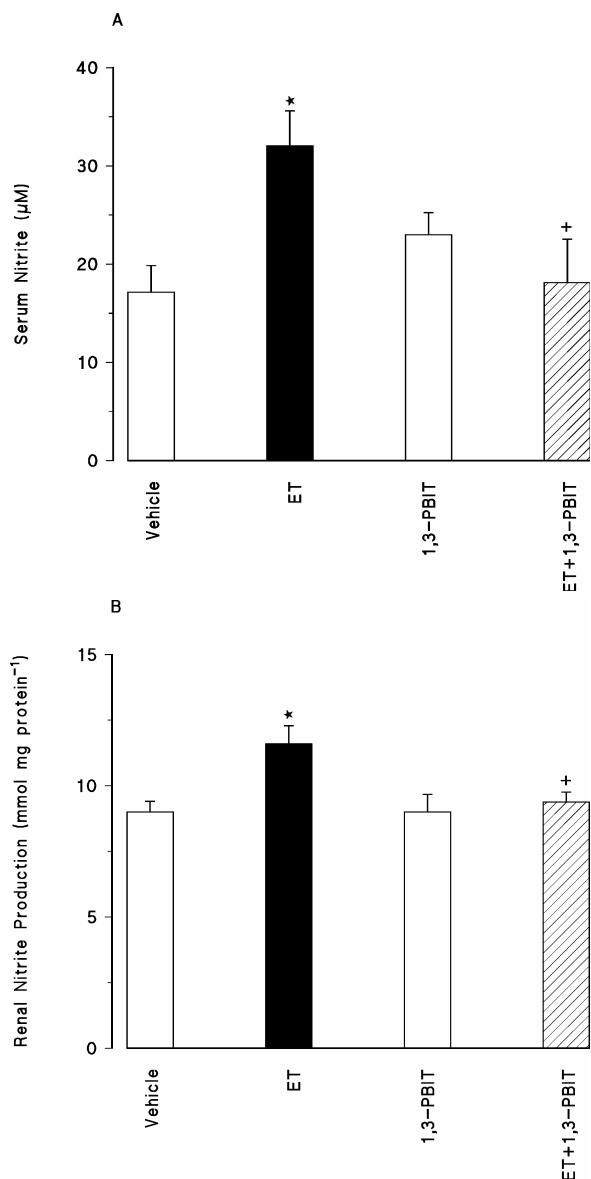 A
Serum Nitrite (µM)
40
30
20
10
0
★
+
Vehicle
ET
1,3–PBIT
ET+1,3–PBIT
B
Renal Nitrite Production (mmol mg protein⁻¹)
15
10
5
0
★
+
Vehicle
ET
1,3–PBIT
ET+1,3–PBIT